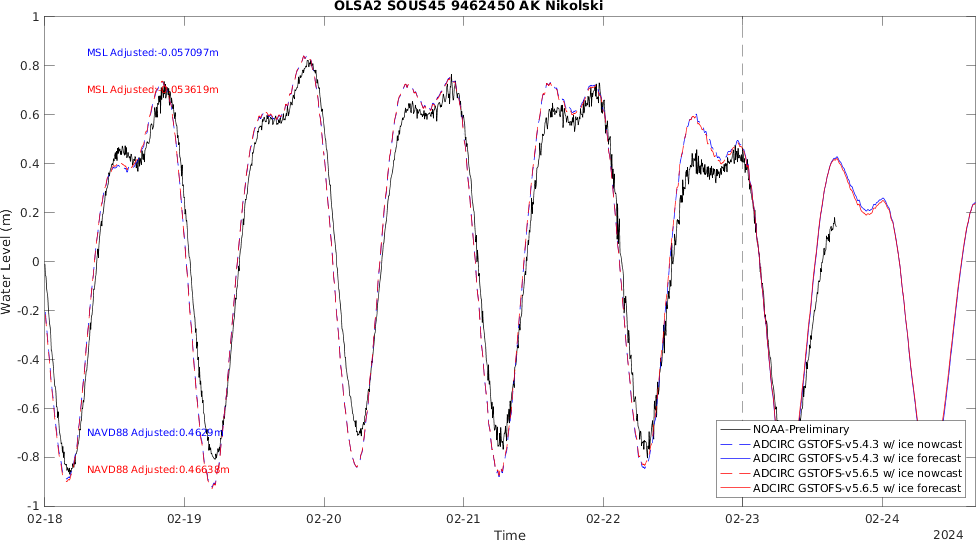 OLSA2 SOUS45 9462450 AK Nikolski
1
0.8
0.6
0.4
0.2
0
-0.2
-0.4
-0.6
-0.8
-1
Water Level (m)
MSL Adjusted:-0.057097m
MSL Adjusted:-0.053619m
NAVD88 Adjusted:0.4629m
NAVD88 Adjusted:0.46638m
NOAA-Preliminary
ADCIRC GSTOFS-v5.4.3 w/ ice nowcast
ADCIRC GSTOFS-v5.4.3 w/ ice forecast
ADCIRC GSTOFS-v5.6.5 w/ ice nowcast
ADCIRC GSTOFS-v5.6.5 w/ ice forecast
02-18 02-19 02-20 02-21 02-22 02-23 02-24
Time
2024